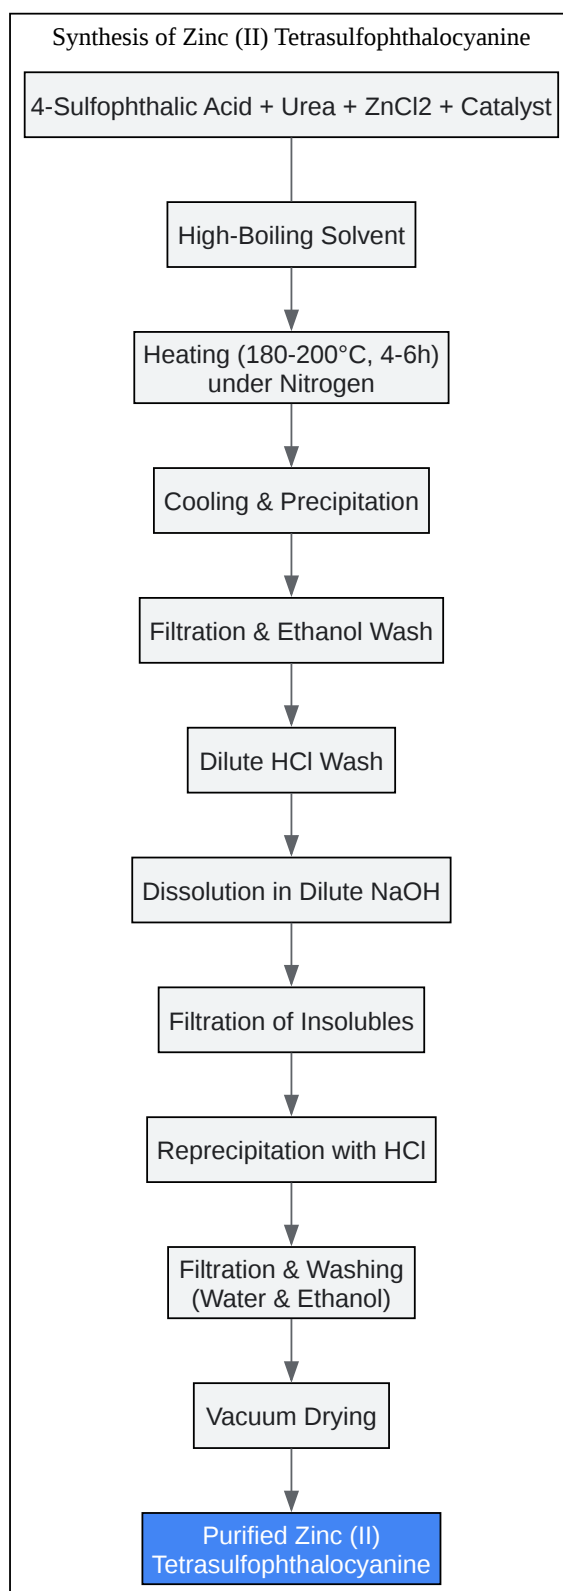 Synthesis of Zinc (II) Tetrasulfophthalocyanine
4-Sulfophthalic Acid + Urea + ZnCl2 + Catalyst
High-Boiling Solvent
Heating (180-200°C, 4-6h)
under Nitrogen
Cooling & Precipitation
Filtration & Ethanol Wash
Dilute HCl Wash
Dissolution in Dilute NaOH
Filtration of Insolubles
Reprecipitation with HCl
Filtration & Washing
(Water & Ethanol)
Vacuum Drying
Purified Zinc (II)
Tetrasulfophthalocyanine